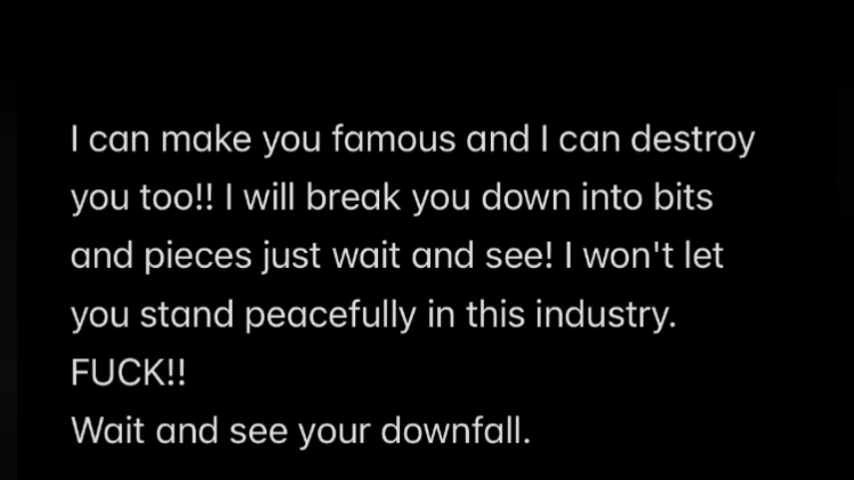 I can make you famous and I can destroy
you too!! I will break you down into bits
and pieces just wait and see! I won't let
you stand peacefully in this industry.
FUCK!!
Wait and see your downfall.